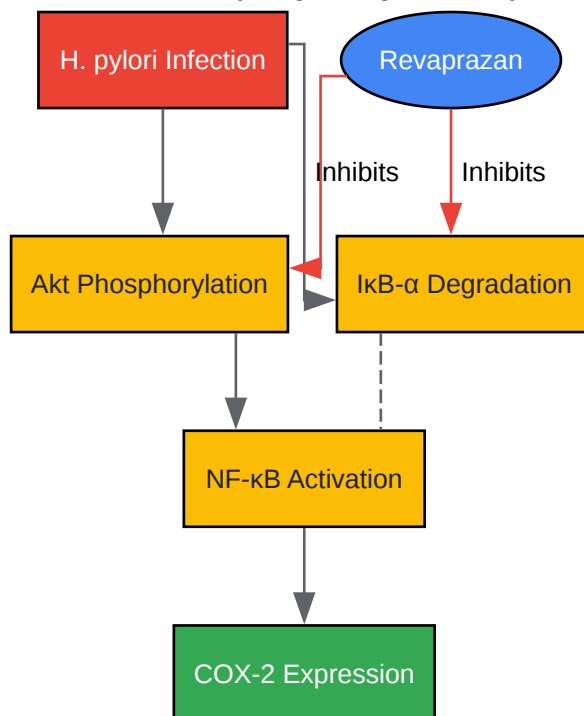 H. pylori Infection
Revaprazan
Inhibits
Inhibits
Akt Phosphorylation
IκB-α Degradation
NF-κB Activation
COX-2 Expression